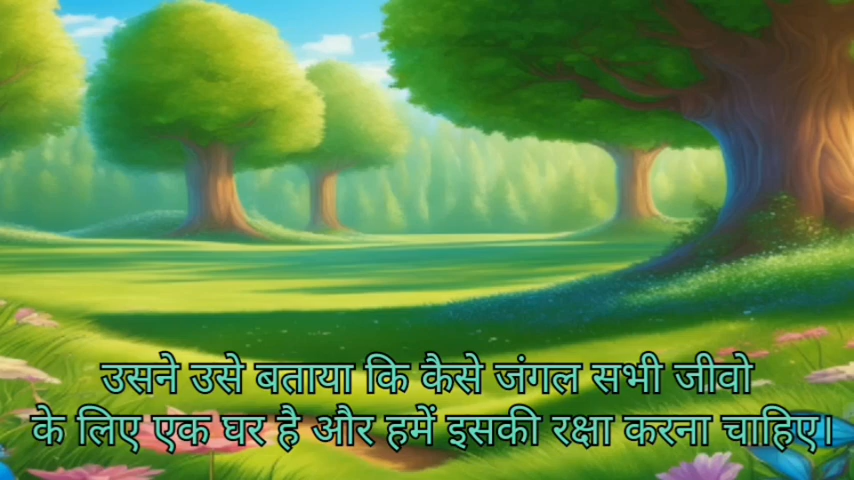 उसने उसे बताया कि कैसे जंगल सभी जीवो
के लिए एक घर है और हमें इसकी रक्षा करना चाहिए।